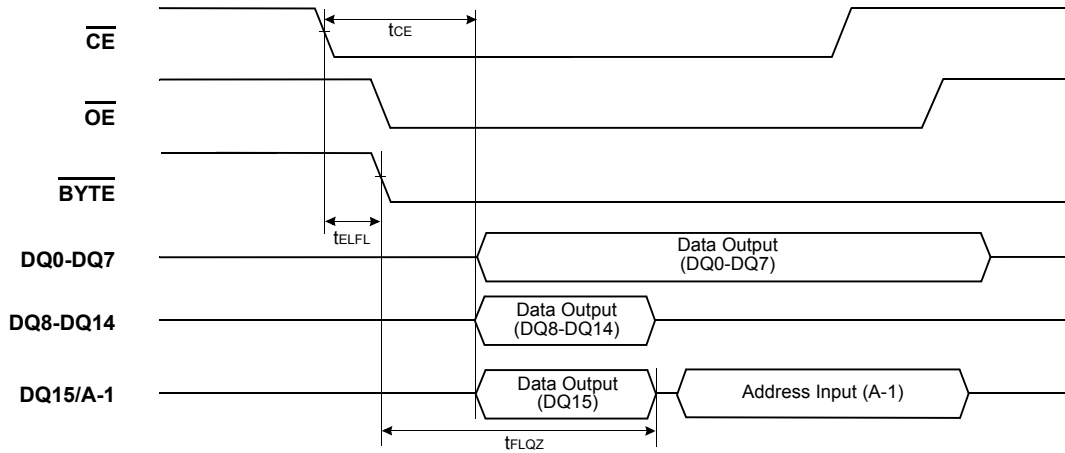 tCE
CE
OE
BYTE
tELFL
DQ0-DQ7
Data Output
(DQ0-DQ7)
DQ8-DQ14
Data Output
(DQ8-DQ14)
DQ15/A-1
Data Output
(DQ15)
Address Input (A-1)
tFLQZ